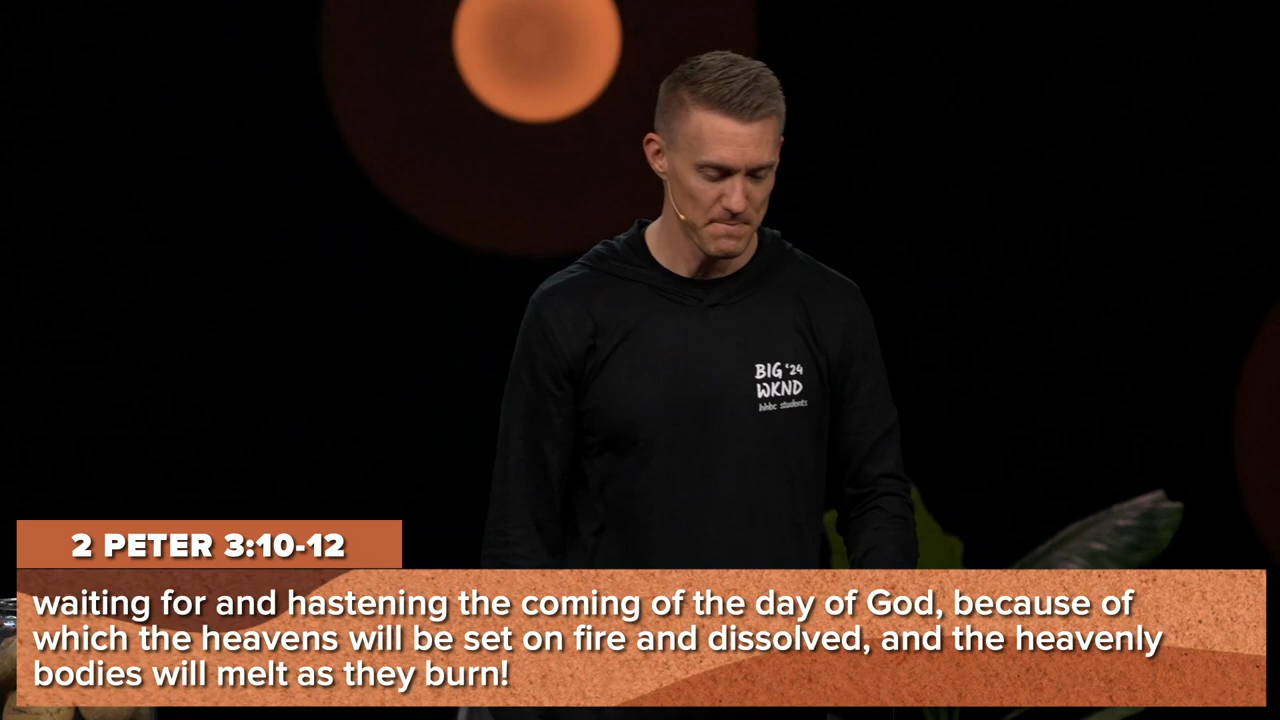 BIG '24
WKND
hhbc students
2 PETER 3:10-12
waiting for and hastening the coming of the day of God, because of
which the heavens will be set on fire and dissolved, and the heavenly
bodies will melt as they burn!